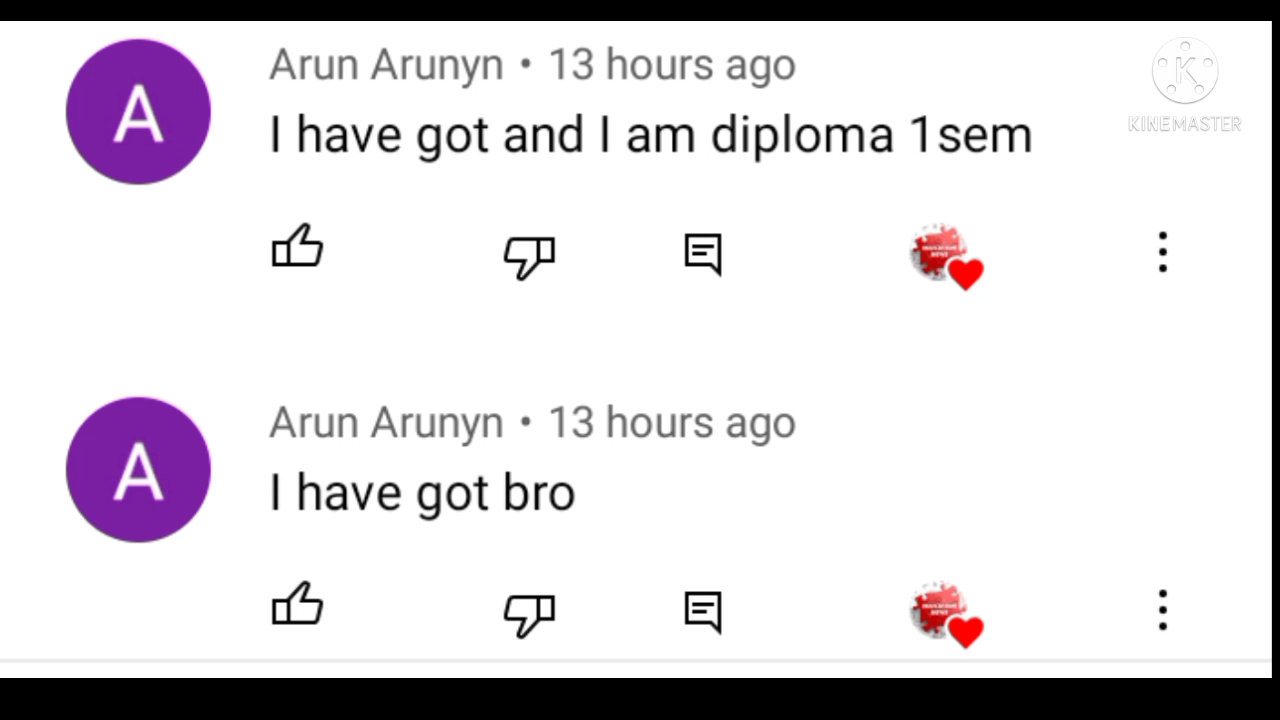 A
Arun Arunyn • 13 hours ago
I have got and I am diploma 1sem
K
KINEMASTER
A
Arun Arunyn • 13 hours ago
I have got bro